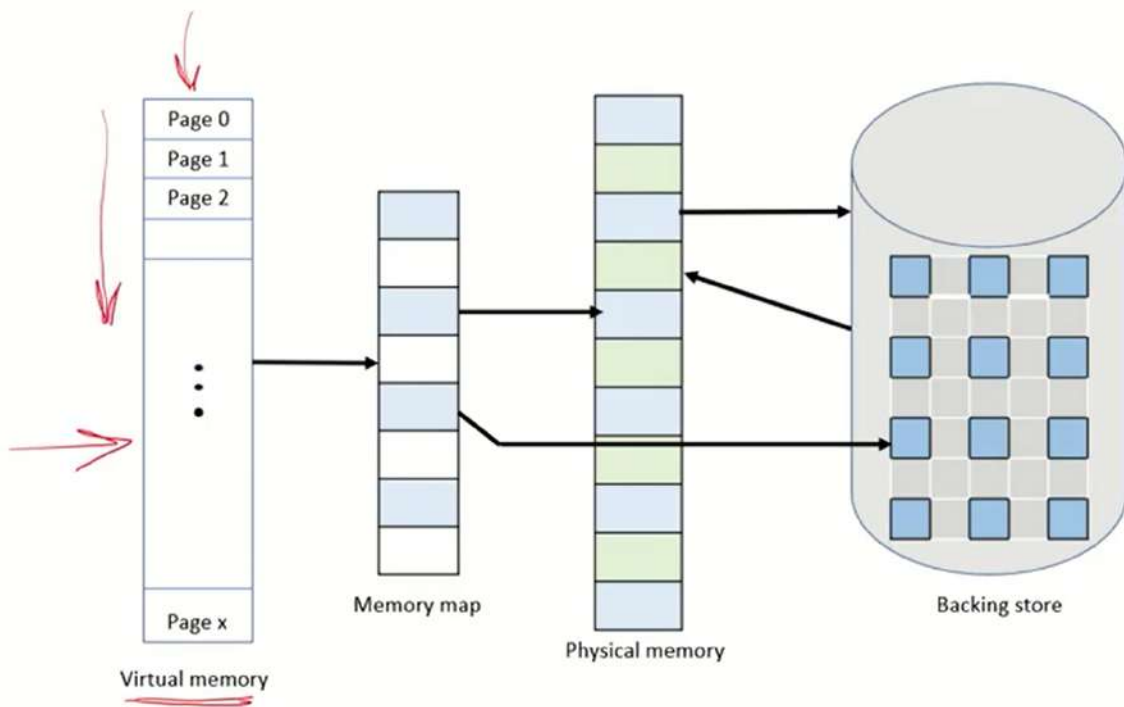 Page 0
Page 1
Page 2
Page x
Virtual memory
Memory map
Physical memory
Backing store